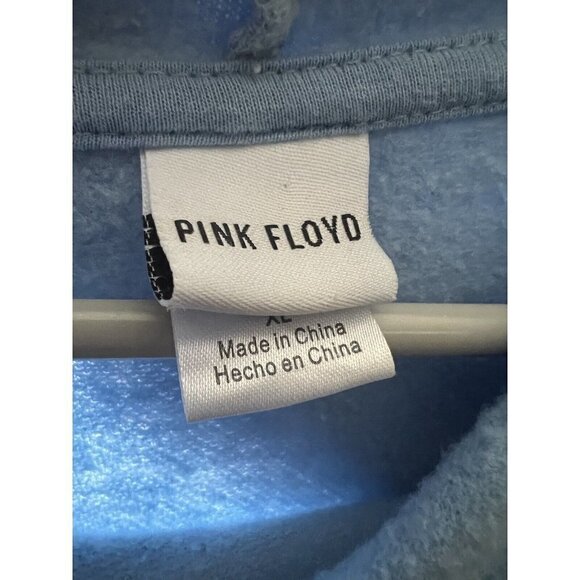 PINK FLOYD
XL
Made in China
Hecho en China